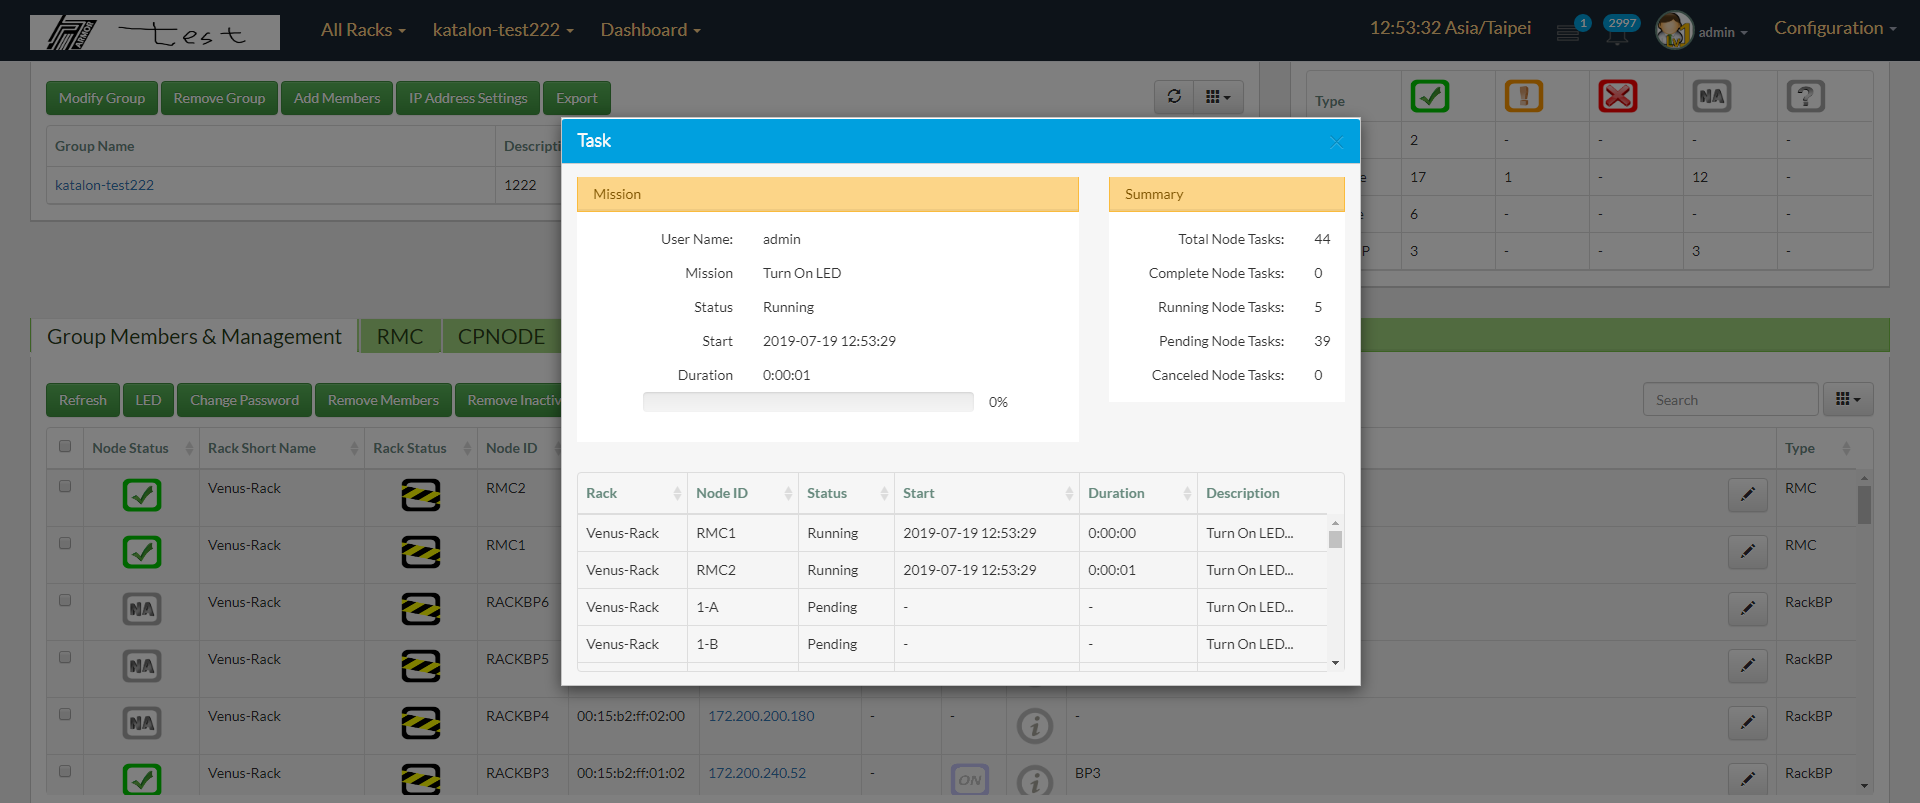 ARMOR test All Racks katalon-test222 Dashboard 12:53:32 Asia/Taipei 1 2997 admin Configuration
Modify Group Remove Group Add Members IP Address Settings Export
Type NA ?
Group Name
2 - - - -
katalon-test222 1222
17 1 - 12 -
6 - - - -
3 - - 3 -
Task
Mission
User Name: admin
Mission Turn On LED
Status Running
Start 2019-07-19 12:53:29
Duration 0:00:01
0%
Summary
Total Node Tasks: 44
Complete Node Tasks: 0
Running Node Tasks: 5
Pending Node Tasks: 39
Canceled Node Tasks: 0
Rack Node ID Status Start Duration Description
Venus-Rack RMC1 Running 2019-07-19 12:53:29 0:00:00 Turn On LED...
Venus-Rack RMC2 Running 2019-07-19 12:53:29 0:00:01 Turn On LED...
Venus-Rack 1-A Pending - - Turn On LED...
Venus-Rack 1-B Pending - - Turn On LED...
Group Members & Management RMC CPNODE
Refresh LED Change Password Remove Members Search
Node Status Rack Short Name Rack Status Node ID Type
Venus-Rack RMC2 RMC
Venus-Rack RMC1 RMC
NA Venus-Rack RACKBP6 RackBP
NA Venus-Rack RACKBP5 RackBP
NA Venus-Rack RACKBP4 00:15:b2:ff:02:00 172.200.200.180 - - i - RackBP
Venus-Rack RACKBP3 00:15:b2:ff:01:02 172.200.240.52 - ON i BP3 RackBP